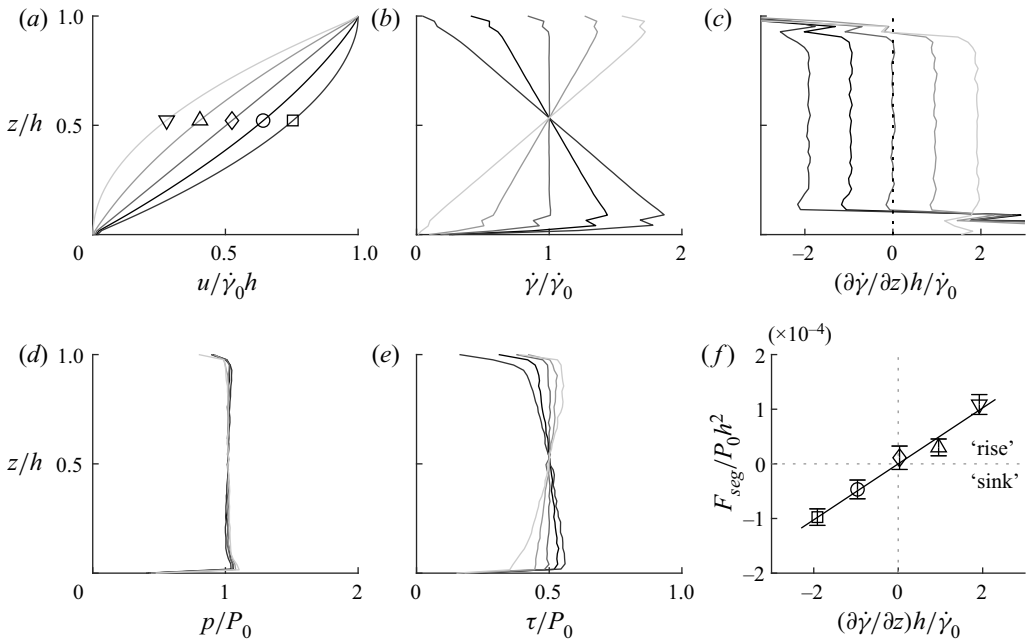 (a) (b) (c)
1.0
z/h 0.5
0 0.5 1.0 0 1 2 −2 0 2
u/γ̇₀h γ̇/γ̇₀ (∂γ̇/∂z)h/γ̇₀
(×10⁻⁴)
(d) (e) (f)
1.0 2
1
z/h 0.5 F_seg/P₀h² 0 ‘rise’
‘sink’
−1
−2
0 1 2 0 0.5 1.0 −2 0 2
p/P₀ τ/P₀ (∂γ̇/∂z)h/γ̇₀